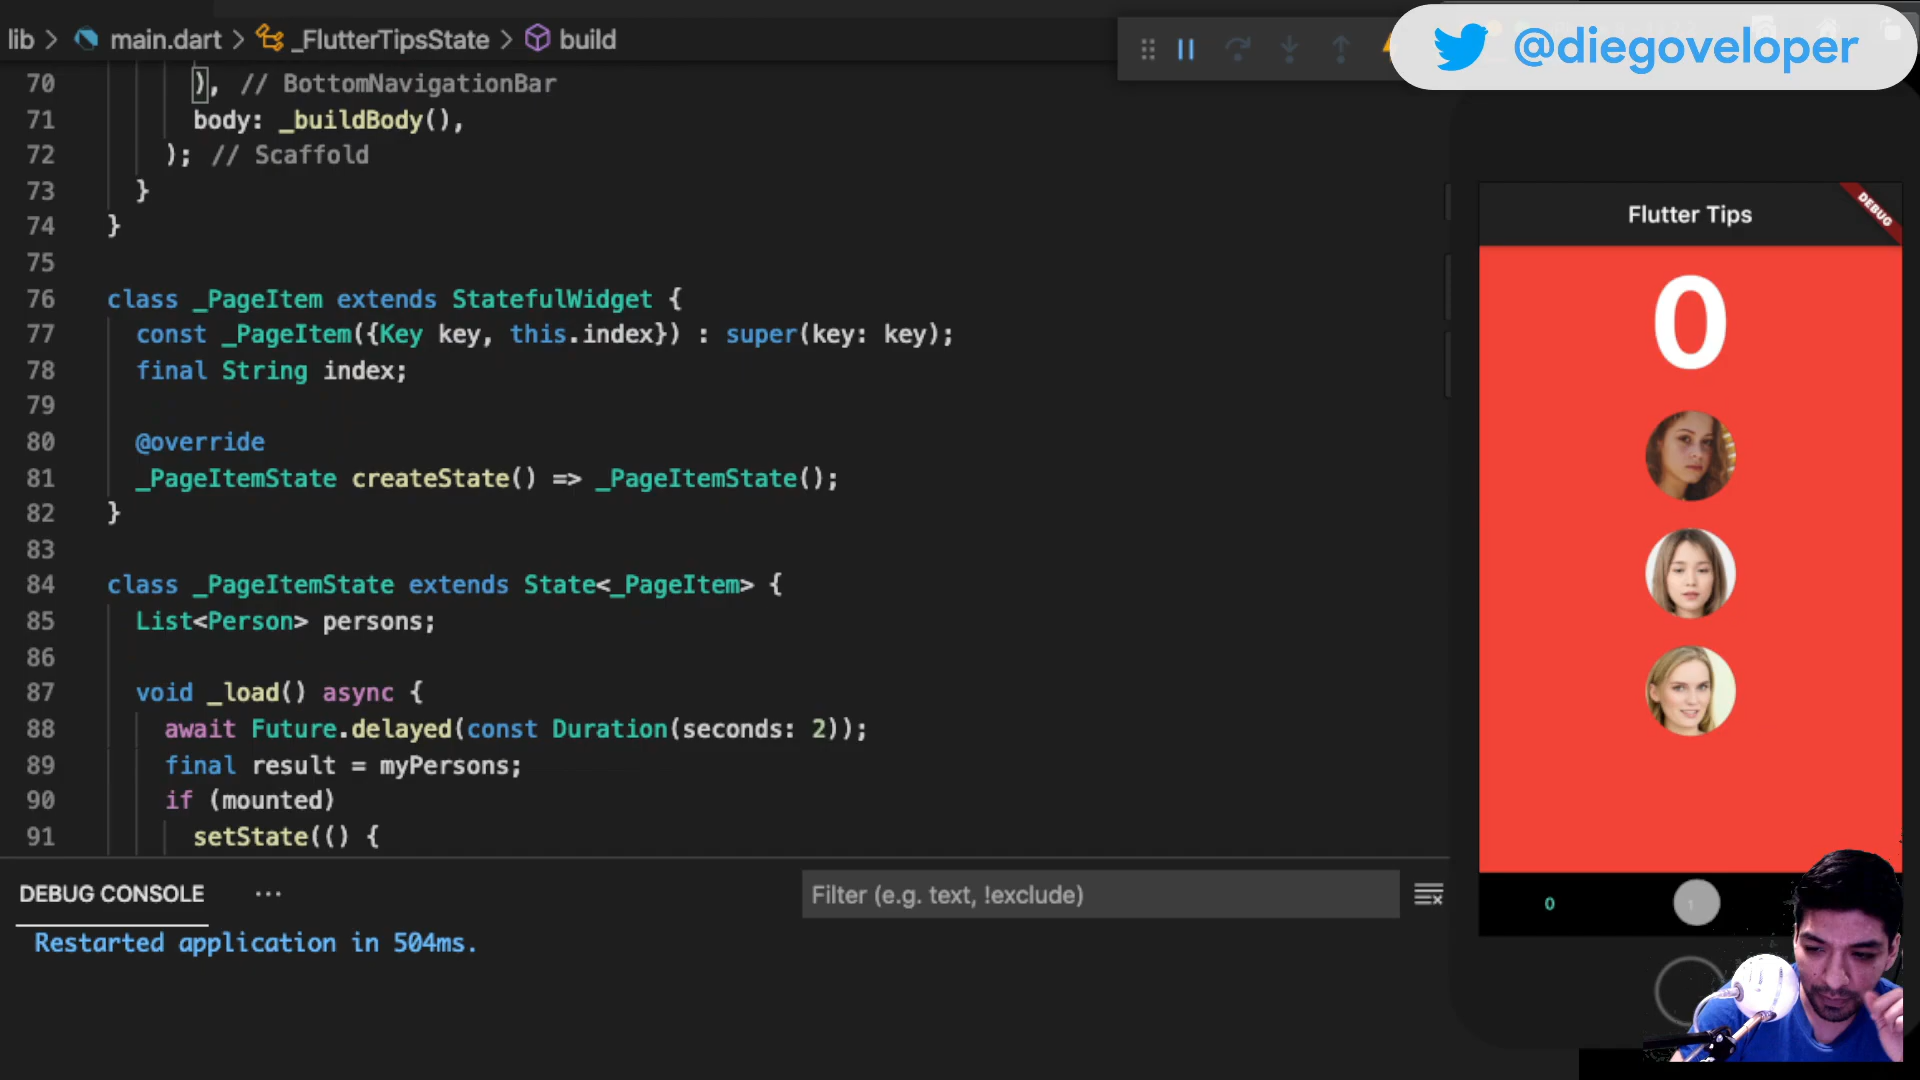 lib > main.dart > _FlutterTipsState > build
@diegoveloper
70 ), // BottomNavigationBar
71 body: _buildBody(),
72 ); // Scaffold
73 }
74 }
75
76 class _PageItem extends StatefulWidget {
77 const _PageItem({Key key, this.index}) : super(key: key);
78 final String index;
79
80 @override
81 _PageItemState createState() => _PageItemState();
82 }
83
84 class _PageItemState extends State<_PageItem> {
85 List<Person> persons;
86
87 void _load() async {
88 await Future.delayed(const Duration(seconds: 2));
89 final result = myPersons;
90 if (mounted)
91 setState(() {
DEBUG CONSOLE ...
Filter (e.g. text, !exclude)
Restarted application in 504ms.
Flutter Tips
DEBUG
0
0
1